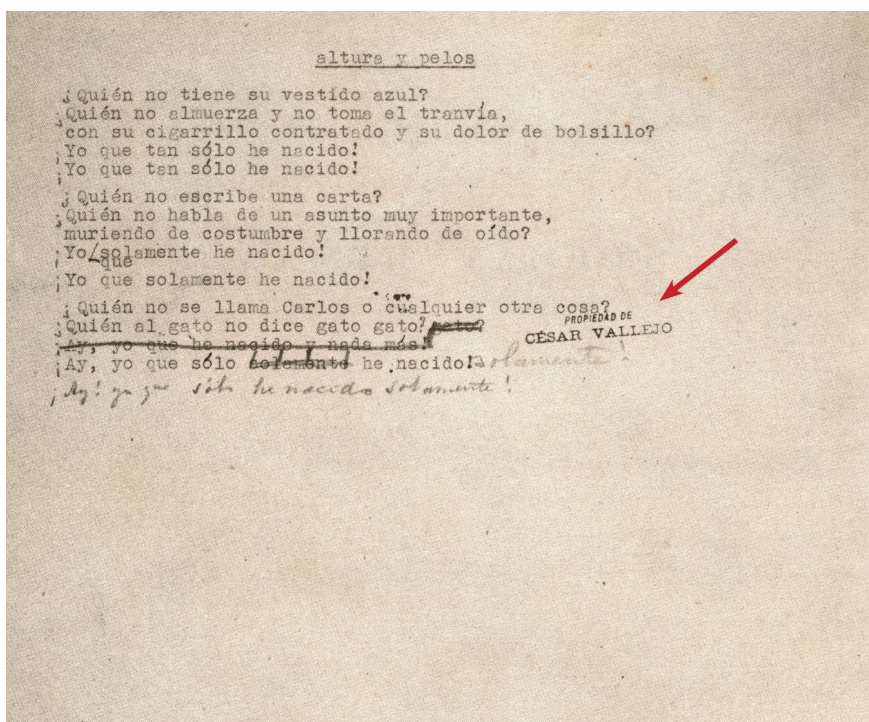 altura y pelos
¿Quién no tiene su vestido azul?
¿Quién no almuerza y no toma el tranvía,
con su cigarrillo contratado y su dolor de bolsillo?
¡Yo que tan sólo he nacido!
¡Yo que tan sólo he nacido!
¿Quién no escribe una carta?
¿Quién no habla de un asunto muy importante,
muriendo de costumbre y llorando de oído?
¡Yo/solamente he nacido!
que
¡Yo que solamente he nacido!
¿Quién no se llama Carlos o cualquier otra cosa?
¿Quién al gato no dice gato gato? gato?
PROPIEDAD DE
CÉSAR VALLEJO
¡Ay, yo que he nacido y nada más!
¡Ay, yo que sólo solamente he nacido! solamente!
¡Ay! yo que sólo he nacido solamente!